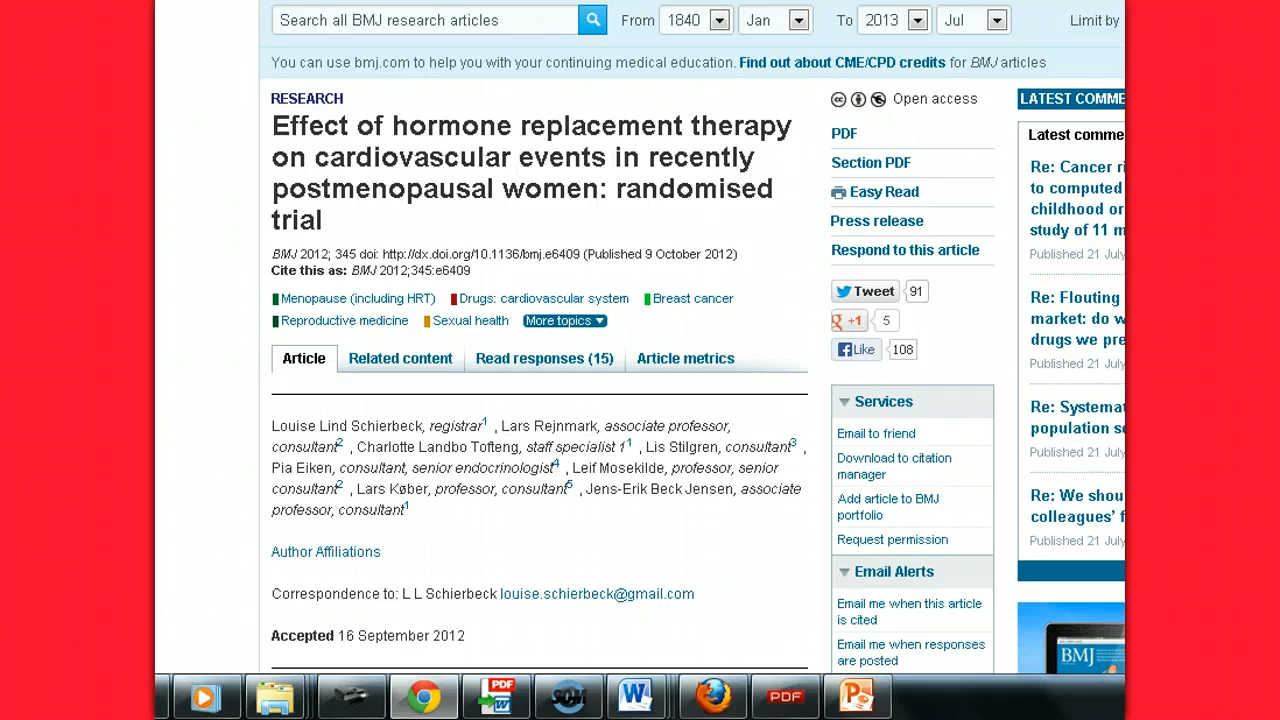 Search all BMJ research articles From 1840 Jan To 2013 Jul Limit by
You can use bmj.com to help you with your continuing medical education. Find out about CME/CPD credits for BMJ articles
RESEARCH
Effect of hormone replacement therapy
on cardiovascular events in recently
postmenopausal women: randomised
trial
BMJ 2012; 345 doi: http://dx.doi.org/10.1136/bmj.e6409 (Published 9 October 2012)
Cite this as: BMJ 2012;345:e6409
Menopause (including HRT) Drugs: cardiovascular system Breast cancer
Reproductive medicine Sexual health More topics
Article Related content Read responses (15) Article metrics
Louise Lind Schierbeck, registrar1 , Lars Rejnmark, associate professor,
consultant2 , Charlotte Landbo Tofteng, staff specialist 11 , Lis Stilgren, consultant3 ,
Pia Eiken, consultant, senior endocrinologist4 , Leif Mosekilde, professor, senior
consultant2 , Lars Køber, professor, consultant5 , Jens-Erik Beck Jensen, associate
professor, consultant1
Author Affiliations
Correspondence to: L L Schierbeck louise.schierbeck@gmail.com
Accepted 16 September 2012
cc Open access
PDF
Section PDF
Easy Read
Press release
Respond to this article
Tweet 91
g +1 5
f Like 108
Services
Email to friend
Download to citation
manager
Add article to BMJ
portfolio
Request permission
Email Alerts
Email me when this article
is cited
Email me when responses
are posted
LATEST COMME
Latest comme
Re: Cancer ri
to computed
childhood or
study of 11 m
Published 21 July
Re: Flouting
market: do w
drugs we pre
Published 21 July
Re: Systemat
population s
Published 21 July
Re: We shou
colleagues' f
Published 21 July
BMJ
PDF
W
W
PDF
P